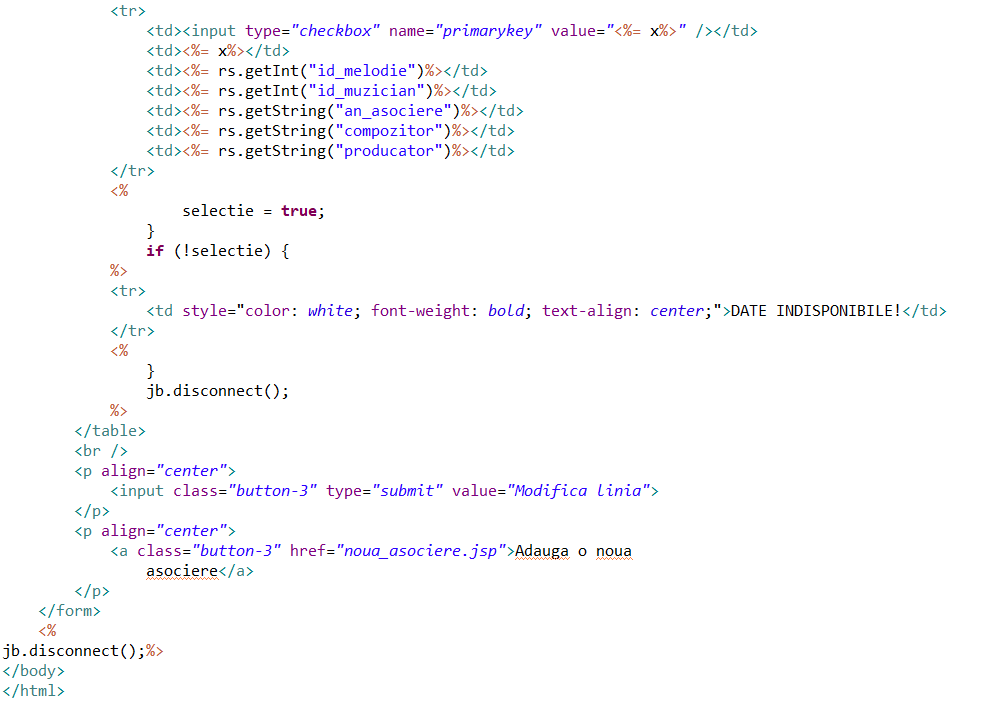 <tr>
<td><input type="checkbox" name="primarykey" value="<%= x%>" /></td>
<td><%= x%></td>
<td><%= rs.getInt("id_melodie")%></td>
<td><%= rs.getInt("id_muzician")%></td>
<td><%= rs.getString("an_asociere")%></td>
<td><%= rs.getString("compozitor")%></td>
<td><%= rs.getString("producator")%></td>
</tr>
<%
selectie = true;
}
if (!selectie) {
%>
<tr>
<td style="color: white; font-weight: bold; text-align: center;">DATE INDISPONIBILE!</td>
</tr>
<%
}
jb.disconnect();
%>
</table>
<br />
<p align="center">
<input class="button-3" type="submit" value="Modifica linia">
</p>
<p align="center">
<a class="button-3" href="noua_asociere.jsp">Adauga o noua
asociere</a>
</p>
</form>
<%
jb.disconnect();%>
</body>
</html>